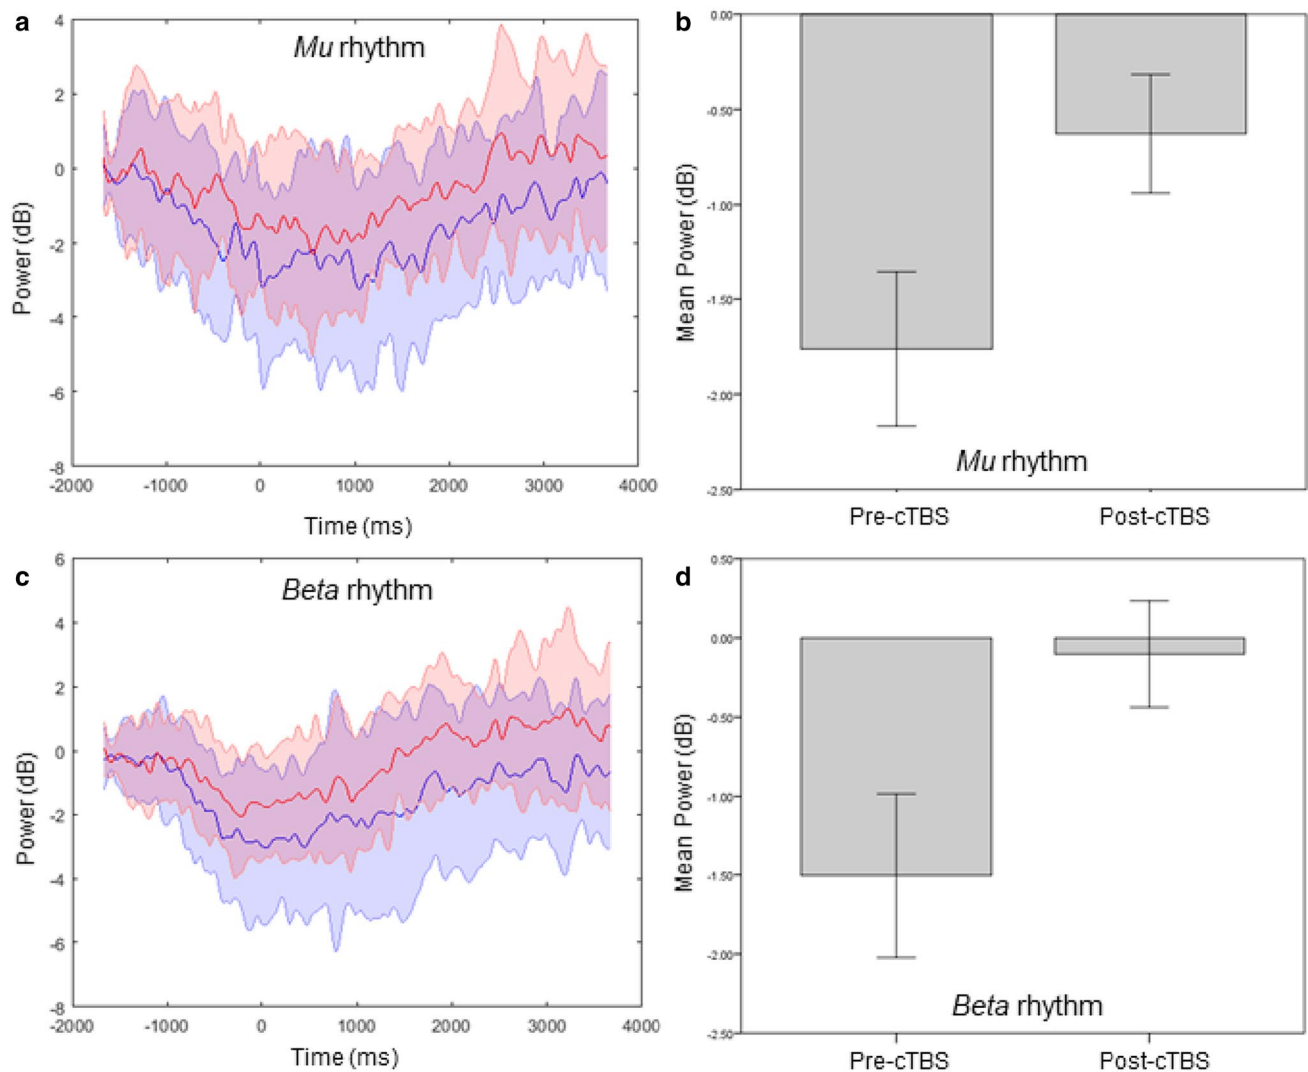 a
Mu rhythm
4
2
0
-2
-4
-6
-8
Power (dB)
-2000 -1000 0 1000 2000 3000 4000
Time (ms)
b
0.00
-0.50
-1.00
-1.50
-2.00
-2.50
Mean Power (dB)
Mu rhythm
Pre-cTBS Post-cTBS
c
Beta rhythm
6
4
2
0
-2
-4
-6
-8
Power (dB)
-2000 -1000 0 1000 2000 3000 4000
Time (ms)
d
0.50
0.00
-0.50
-1.00
-1.50
-2.00
-2.50
Mean Power (dB)
Beta rhythm
Pre-cTBS Post-cTBS